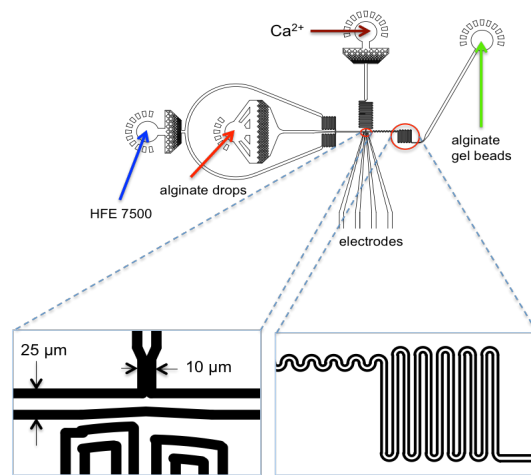 Ca²⁺
alginate drops
HFE 7500
alginate
gel beads
electrodes
25 µm
10 µm